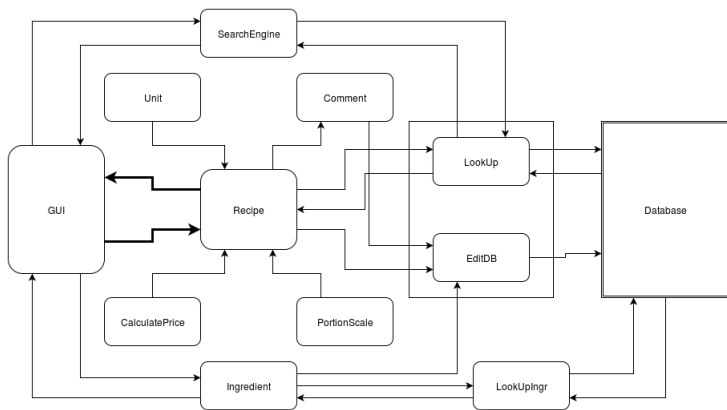 SearchEngine
Unit
Comment
LookUp
GUI
Recipe
Database
EditDB
CalculatePrice
PortionScale
Ingredient
LookUpIngr